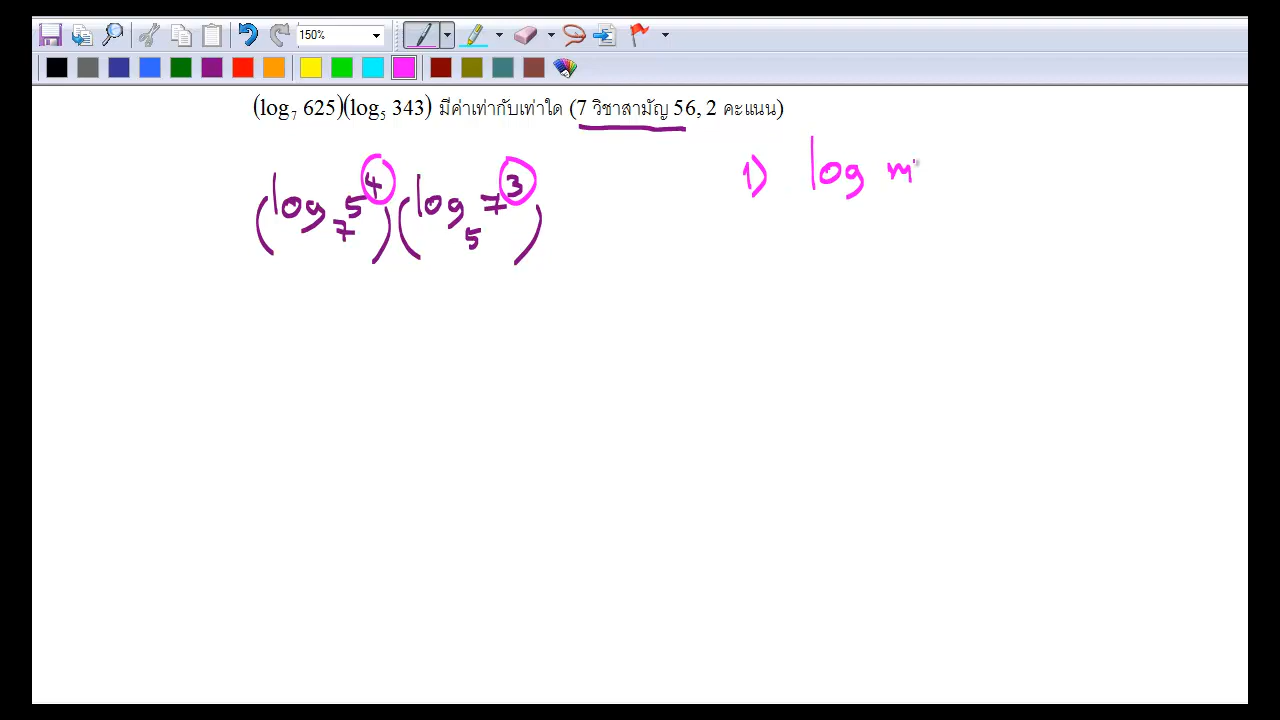 150%
(log₇ 625)(log₅ 343) มีค่าเท่ากับเท่าใด (7 วิชาสามัญ 56, 2 คะแนน)
(log₇ 5⁴)(log₅ 7³)
1) log m